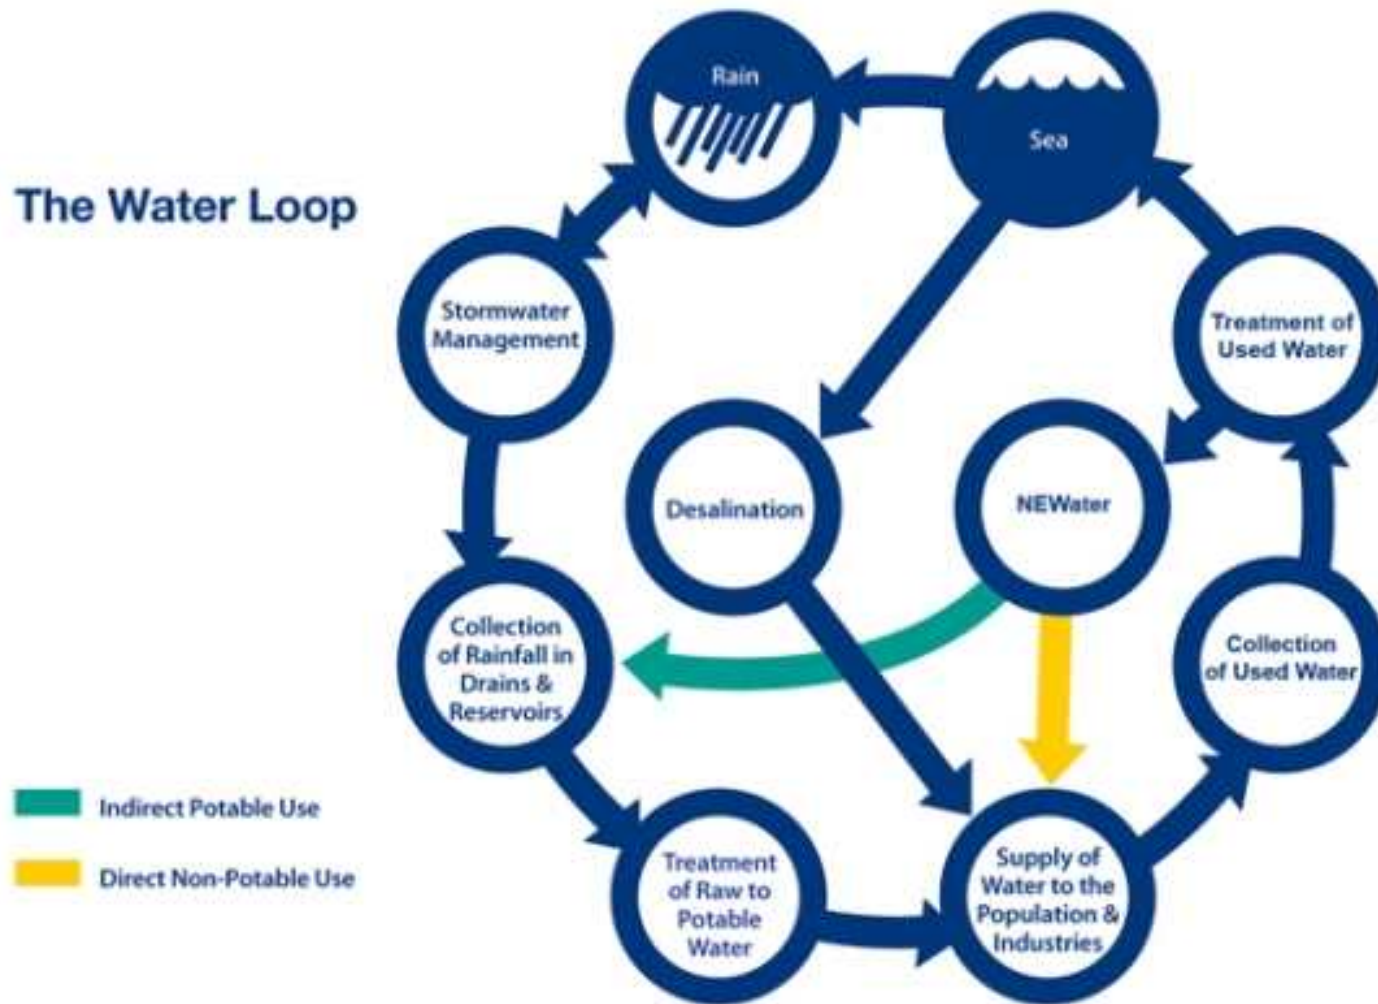 The Water Loop
Rain
Sea
Stormwater
Management
Treatment of
Used Water
Desalination
NEWater
Collection
of Rainfall in
Drains &
Reservoirs
Collection
of Used Water
Indirect Potable Use
Direct Non-Potable Use
Treatment
of Raw to
Potable
Water
Supply of
Water to the
Population &
Industries